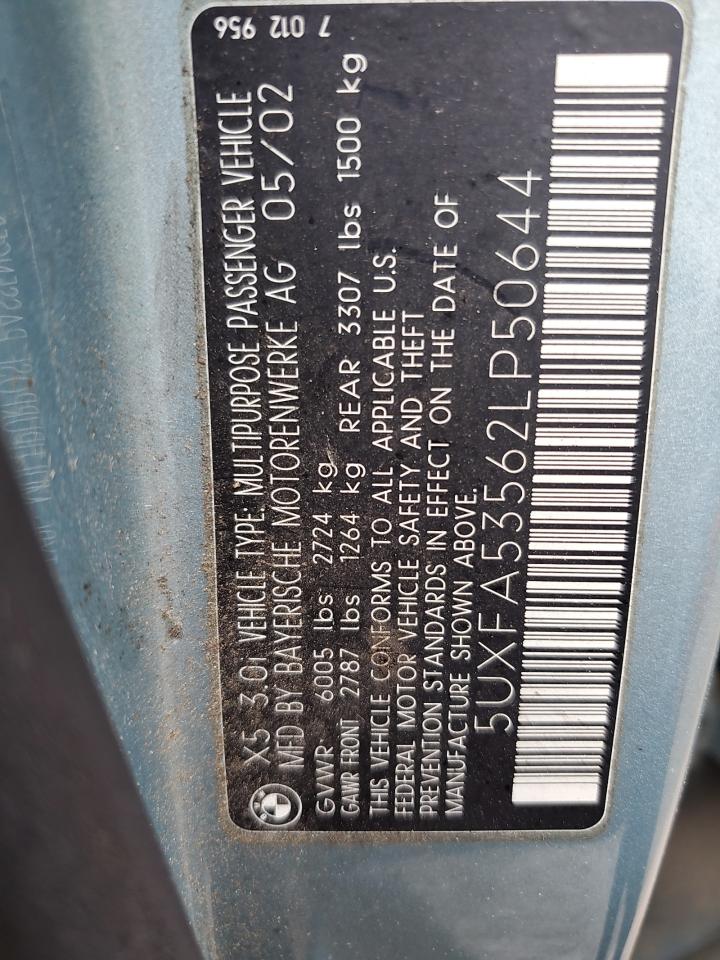 7 012 956
X5 3.0i VEHICLE TYPE: MULTIPURPOSE PASSENGER VEHICLE
MFD BY BAYERISCHE MOTORENWERKE AG 05/02
GVWR 6005 lbs 2724 kg
GAWR FRONT 2787 lbs 1264 kg REAR 3307 lbs 1500 kg
THIS VEHICLE CONFORMS TO ALL APPLICABLE U.S.
FEDERAL MOTOR VEHICLE SAFETY AND THEFT
PREVENTION STANDARDS IN EFFECT ON THE DATE OF
MANUFACTURE SHOWN ABOVE.
5UXFA53562LP50644